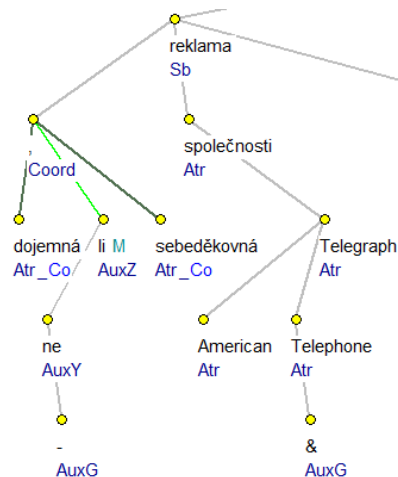 reklama
Sb
,
Coord
společnosti
Atr
dojemná
Atr_Co
li M
AuxZ
sebeděkovná
Atr_Co
Telegraph
Atr
ne
AuxY
American
Atr
Telephone
Atr
-
AuxG
&
AuxG